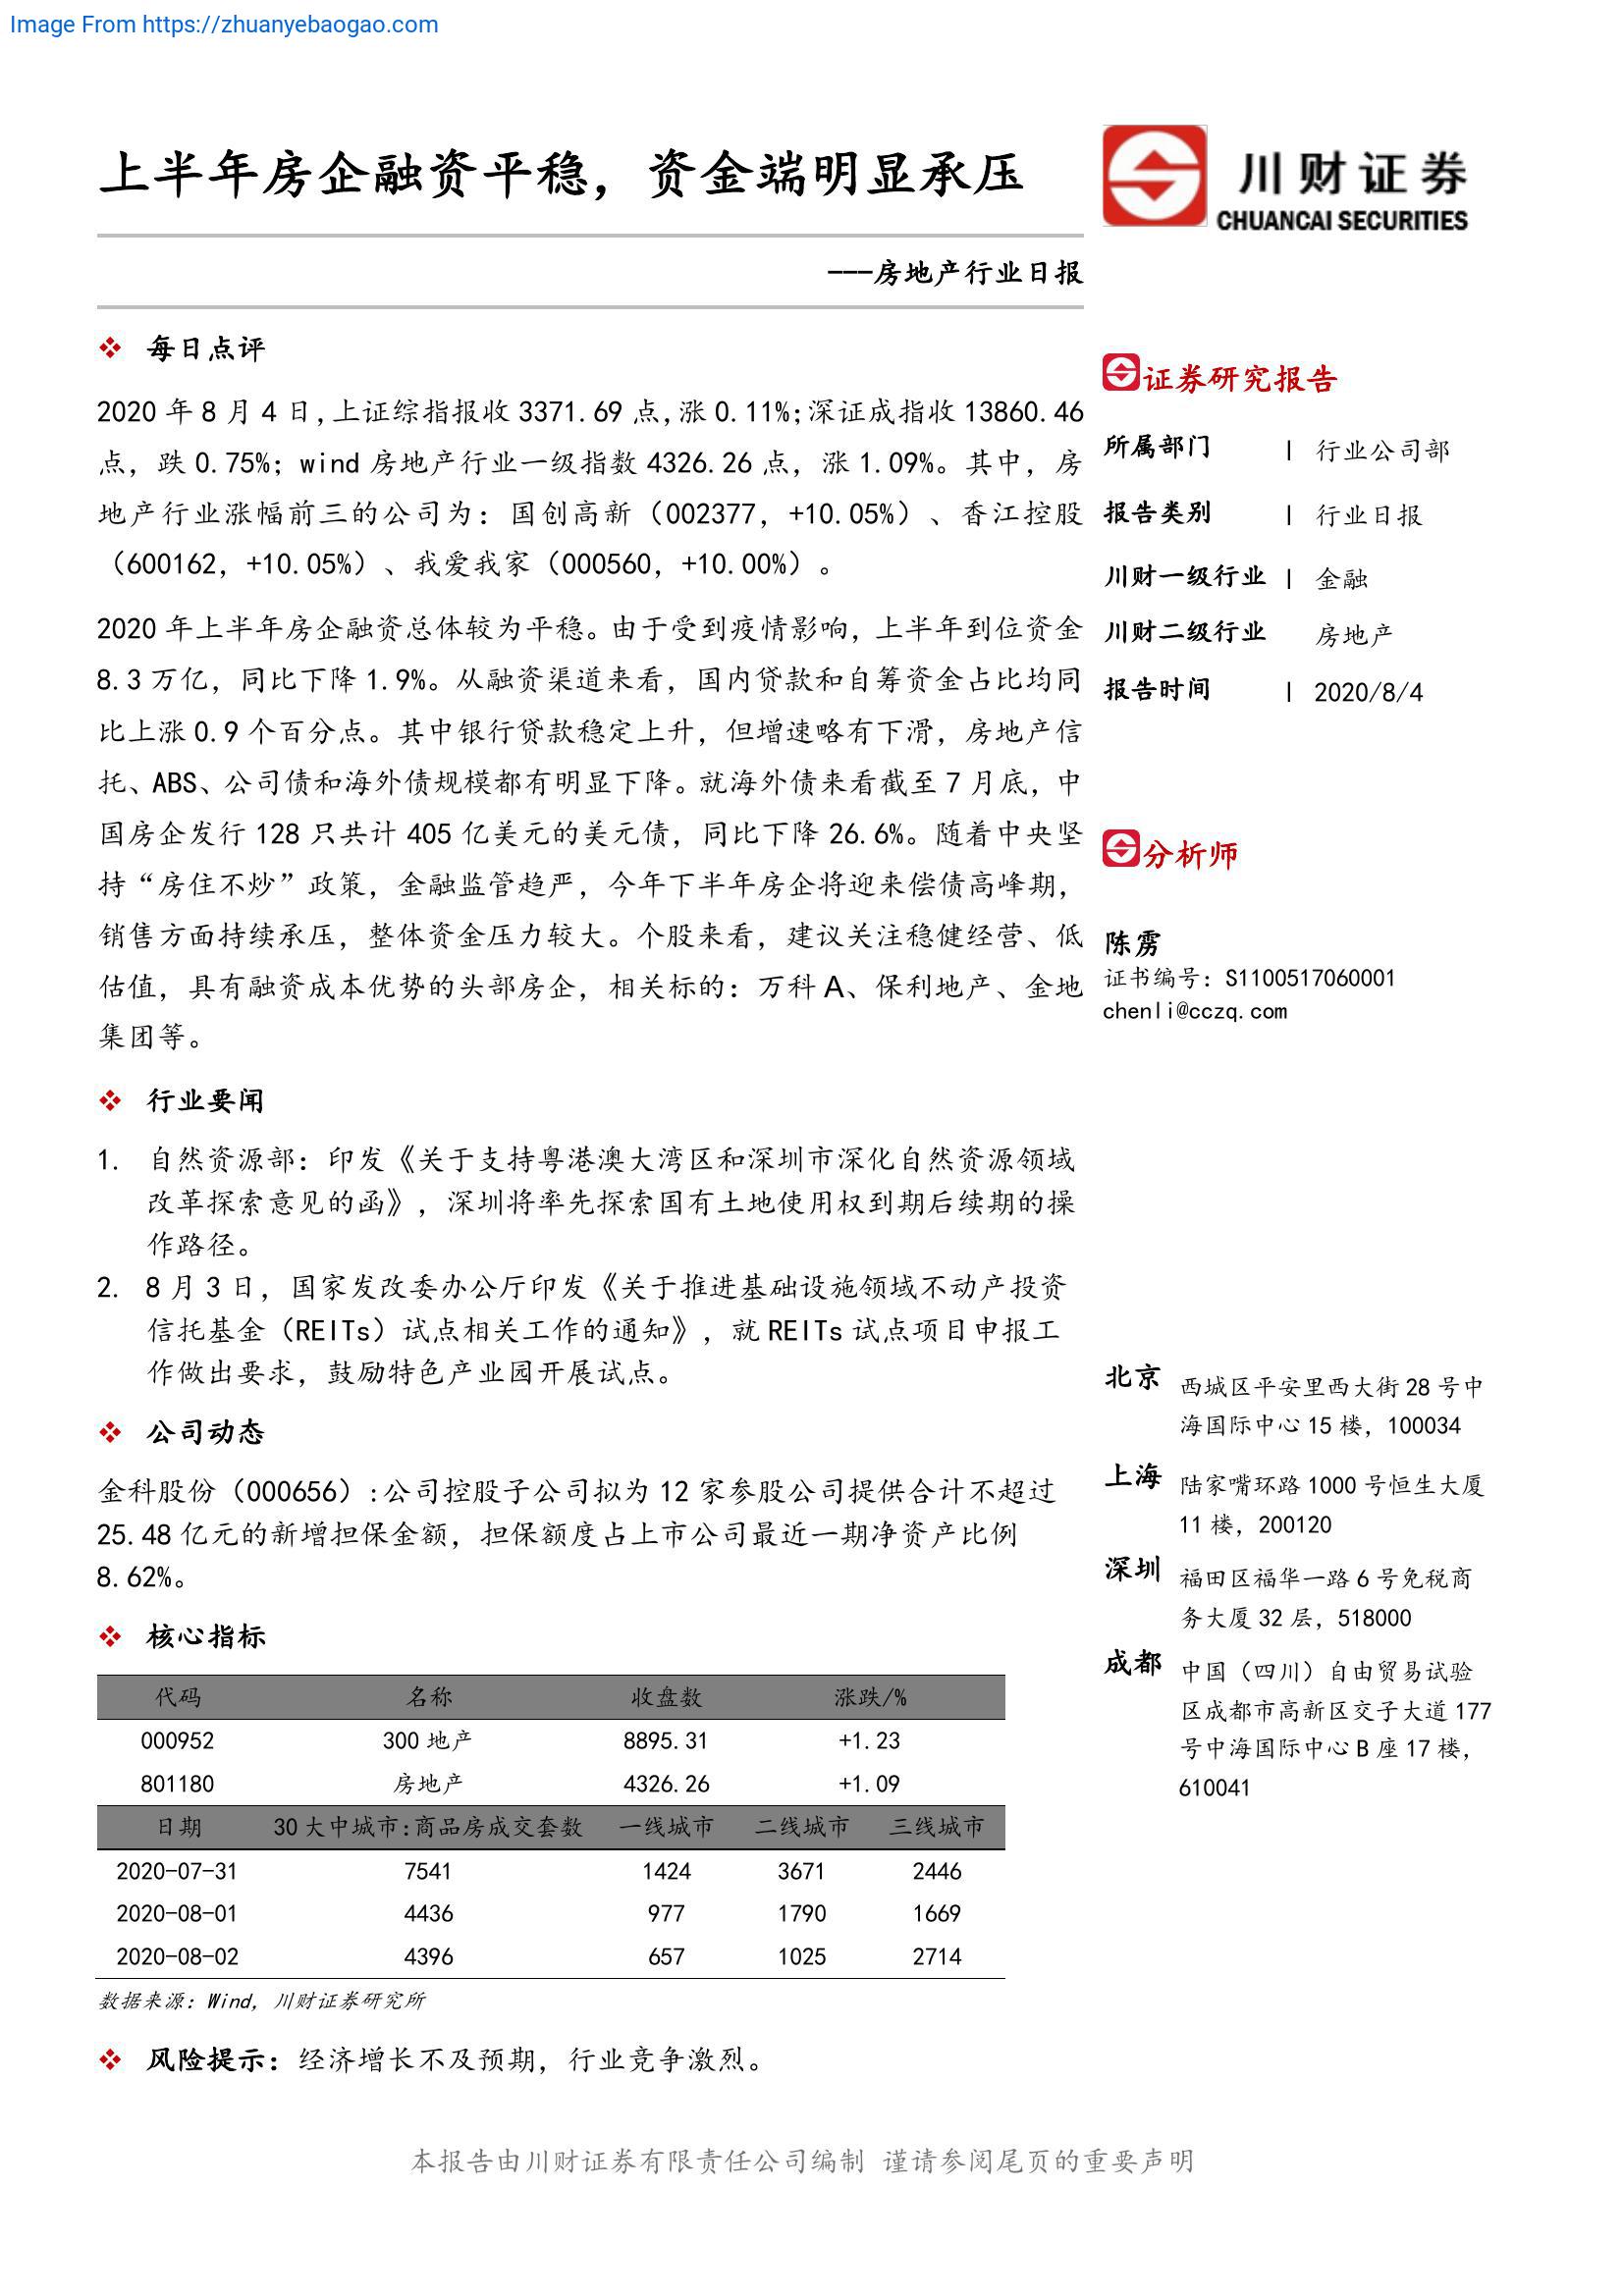 Image From https://zhuanyebaogao.com
上半年房企融资平稳，资金端明显承压
川财证券
CHUANCAI SECURITIES
---房地产行业日报
❖ 每日点评
2020 年 8 月 4 日,上证综指报收 3371.69 点,涨 0.11%;深证成指收 13860.46
点，跌 0.75%；wind 房地产行业一级指数 4326.26 点，涨 1.09%。其中，房
地产行业涨幅前三的公司为：国创高新（002377，+10.05%）、香江控股
（600162，+10.05%）、我爱我家（000560，+10.00%）。
2020 年上半年房企融资总体较为平稳。由于受到疫情影响，上半年到位资金
8.3 万亿，同比下降 1.9%。从融资渠道来看，国内贷款和自筹资金占比均同
比上涨 0.9 个百分点。其中银行贷款稳定上升，但增速略有下滑，房地产信
托、ABS、公司债和海外债规模都有明显下降。就海外债来看截至 7 月底，中
国房企发行 128 只共计 405 亿美元的美元债，同比下降 26.6%。随着中央坚
持“房住不炒”政策，金融监管趋严，今年下半年房企将迎来偿债高峰期，
销售方面持续承压，整体资金压力较大。个股来看，建议关注稳健经营、低
估值，具有融资成本优势的头部房企，相关标的：万科 A、保利地产、金地
集团等。
❖ 行业要闻
1. 自然资源部：印发《关于支持粤港澳大湾区和深圳市深化自然资源领域
改革探索意见的函》，深圳将率先探索国有土地使用权到期后续期的操
作路径。
2. 8 月 3 日，国家发改委办公厅印发《关于推进基础设施领域不动产投资
信托基金（REITs）试点相关工作的通知》，就 REITs 试点项目申报工
作做出要求，鼓励特色产业园开展试点。
❖ 公司动态
金科股份（000656）:公司控股子公司拟为 12 家参股公司提供合计不超过
25.48 亿元的新增担保金额，担保额度占上市公司最近一期净资产比例
8.62%。
❖ 核心指标
代码 名称 收盘数 涨跌/%
000952 300 地产 8895.31 +1.23
801180 房地产 4326.26 +1.09
日期 30 大中城市:商品房成交套数 一线城市 二线城市 三线城市
2020-07-31 7541 1424 3671 2446
2020-08-01 4436 977 1790 1669
2020-08-02 4396 657 1025 2714
数据来源：Wind，川财证券研究所
❖ 风险提示：经济增长不及预期，行业竞争激烈。
证券研究报告
所属部门 | 行业公司部
报告类别 | 行业日报
川财一级行业 | 金融
川财二级行业 房地产
报告时间 | 2020/8/4
分析师
陈雳
证书编号：S1100517060001
chenli@cczq.com
北京 西城区平安里西大街 28 号中
海国际中心 15 楼，100034
上海 陆家嘴环路 1000 号恒生大厦
11 楼，200120
深圳 福田区福华一路 6 号免税商
务大厦 32 层，518000
成都 中国（四川）自由贸易试验
区成都市高新区交子大道 177
号中海国际中心 B 座 17 楼，
610041
本报告由川财证券有限责任公司编制 谨请参阅尾页的重要声明